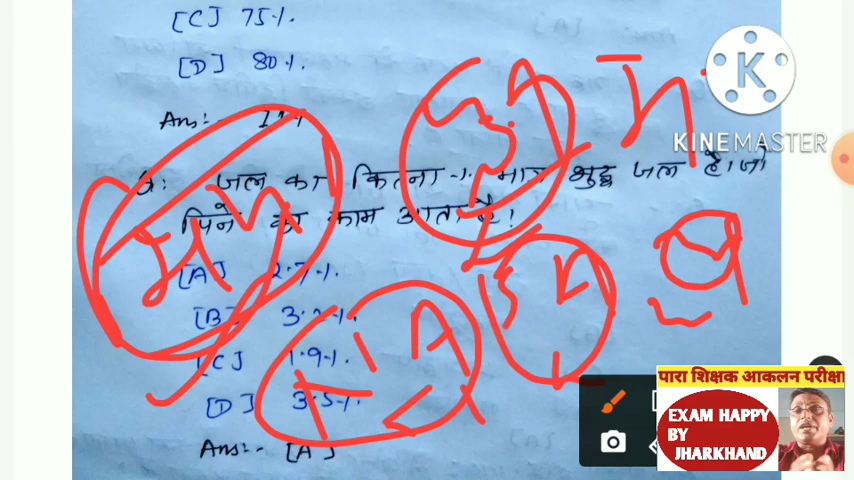 [C] 75%.
[D] 80%.
Ans:-
KINEMASTER
प्र: जल का कितना % भाग शुद्ध जल है। जो
पिने का काम आता है!
[A] 2.7%.
[B] 3.2%.
[C] 1.9%.
[D] 3.5%.
Ans:- [A]
पारा शिक्षक आकलन परीक्षा
EXAM HAPPY
BY
JHARKHAND